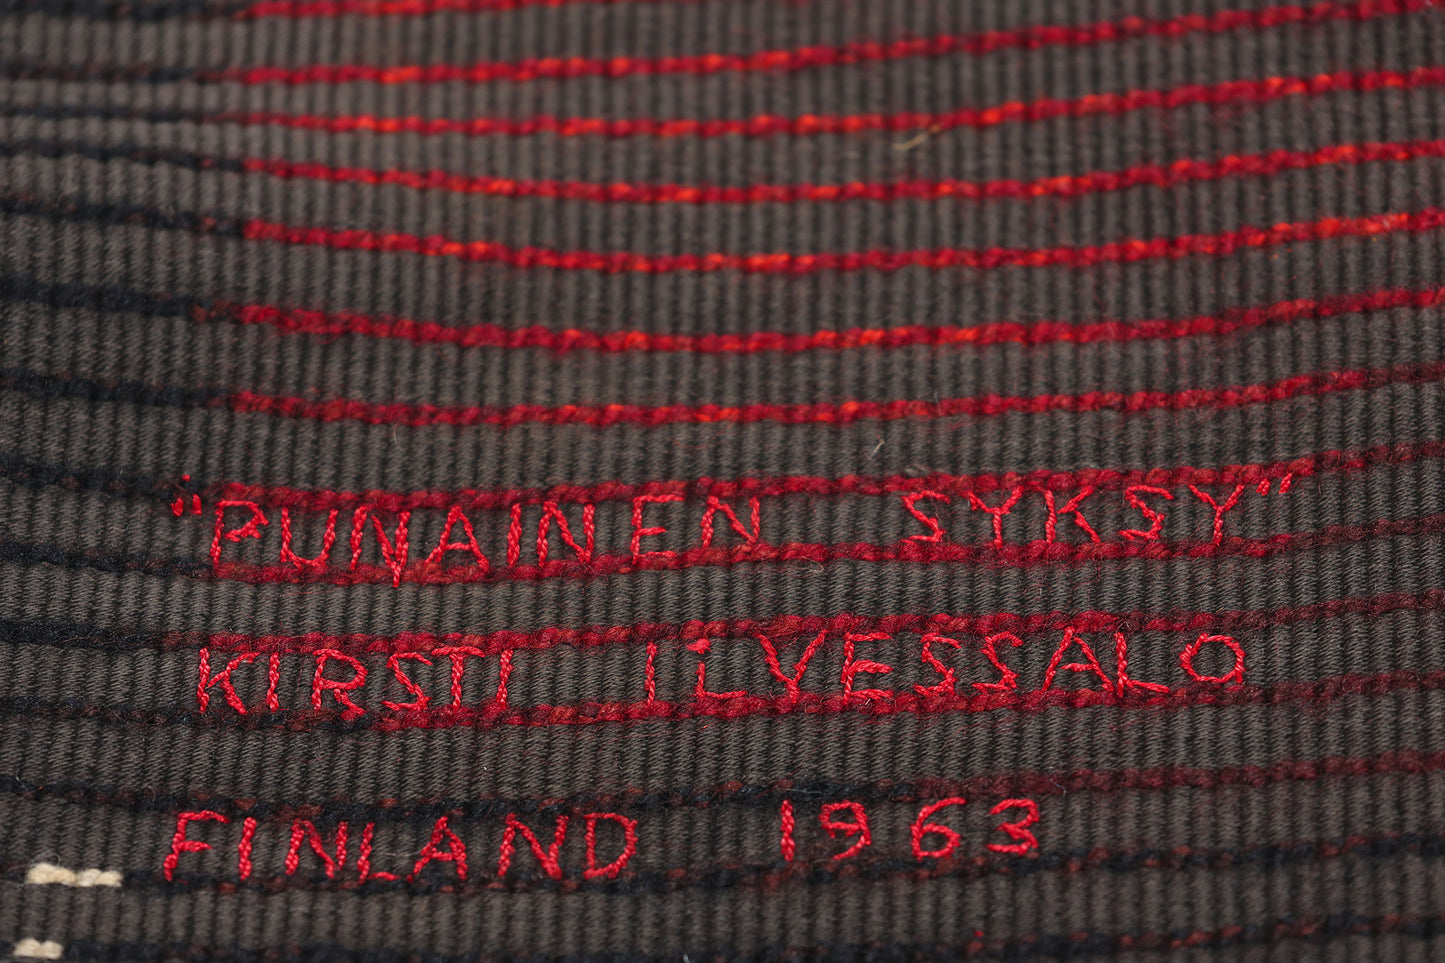 "PUNAINEN SYKSY"
KIRSTI ILVESSALO
FINLAND 1963